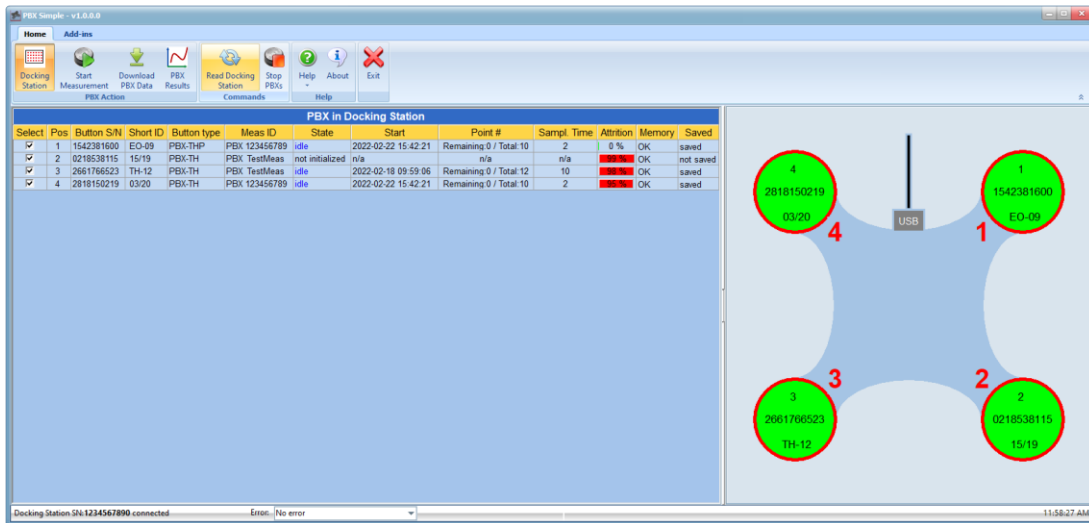 PBX Simple - v1.0.0.0
Home Add-ins
Docking Station
Start Measurement
Download PBX Data
PBX Results
Read Docking Station
Stop PBXs
Help
About
Exit
PBX Action
Commands
Help
PBX in Docking Station
Select Pos Button S/N Short ID Button type Meas ID State Start Point # Sampl. Time Attrition Memory Saved
1 1542381600 EO-09 PBX-THP PBX 123456789 idle 2022-02-22 15:42:21 Remaining:0 / Total:10 2 0 % OK saved
2 0218538115 15/19 PBX-TH PBX TestMeas not initialized n/a n/a n/a OK not saved
3 2661766523 TH-12 PBX-TH PBX TestMeas idle 2022-02-18 09:59:06 Remaining:0 / Total:12 10 OK saved
4 2818150219 03/20 PBX-TH PBX 123456789 idle 2022-02-22 15:42:21 Remaining:0 / Total:10 2 OK saved
4
2818150219
03/20
4
USB
1
1542381600
EO-09
1
3
3
2661766523
TH-12
2
2
0218538115
15/19
Docking Station SN:1234567890 connected
Error: No error
11:58:27 AM